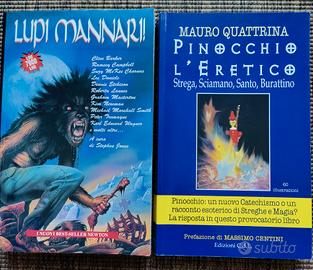 LUPI MANNARI!
Clive Barker
Ramsey Campbell
Suzy McKee Charnas
Les Daniels
Dennis Etchison
Roberta Lannes
Graham Masterton
Kim Newman
Michael Marshall Smith
Peter Tremayne
Karl Edward Wagner
e molti altri...
A cura
di Stephen Jones
I NUOVI BEST-SELLER NEWTON
MAURO QUATTRINA
PINOCCHIO
L'ERETICO
Strega, Sciamano, Santo, Burattino
60
illustrazioni
Pinocchio: un nuovo Catechismo o un
racconto esoterico di Streghe e Magia?
La risposta in questo provocatorio libro
Prefazione di MASSIMO CENTINI
Edizioni
subito